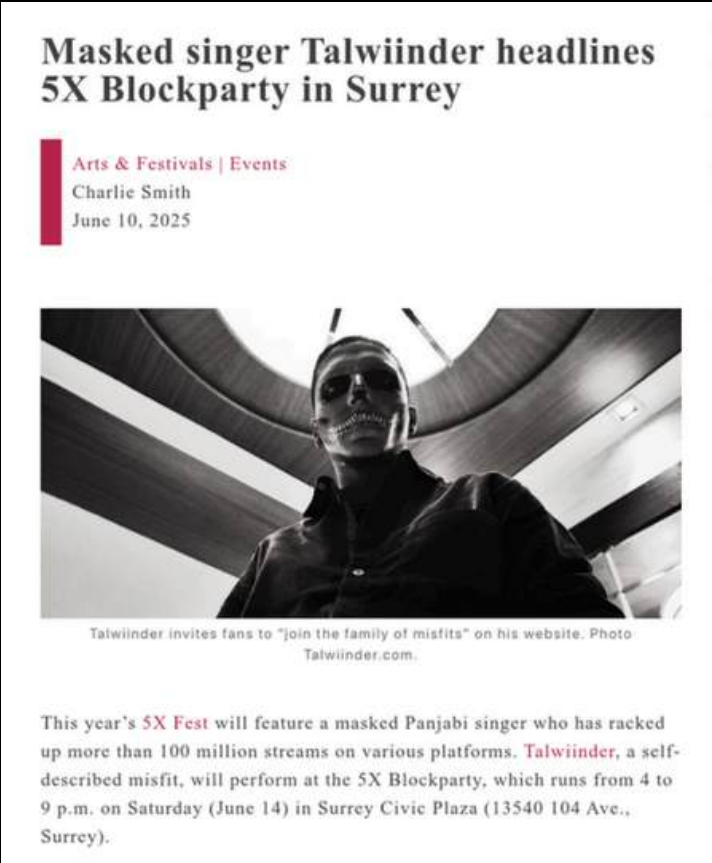 Masked singer Talwiinder headlines
5X Blockparty in Surrey
Arts & Festivals | Events
Charlie Smith
June 10, 2025
Talwiinder invites fans to "join the family of misfits" on his website. Photo
Talwiinder.com.
This year's 5X Fest will feature a masked Panjabi singer who has racked
up more than 100 million streams on various platforms. Talwiinder, a self-
described misfit, will perform at the 5X Blockparty, which runs from 4 to
9 p.m. on Saturday (June 14) in Surrey Civic Plaza (13540 104 Ave.,
Surrey).